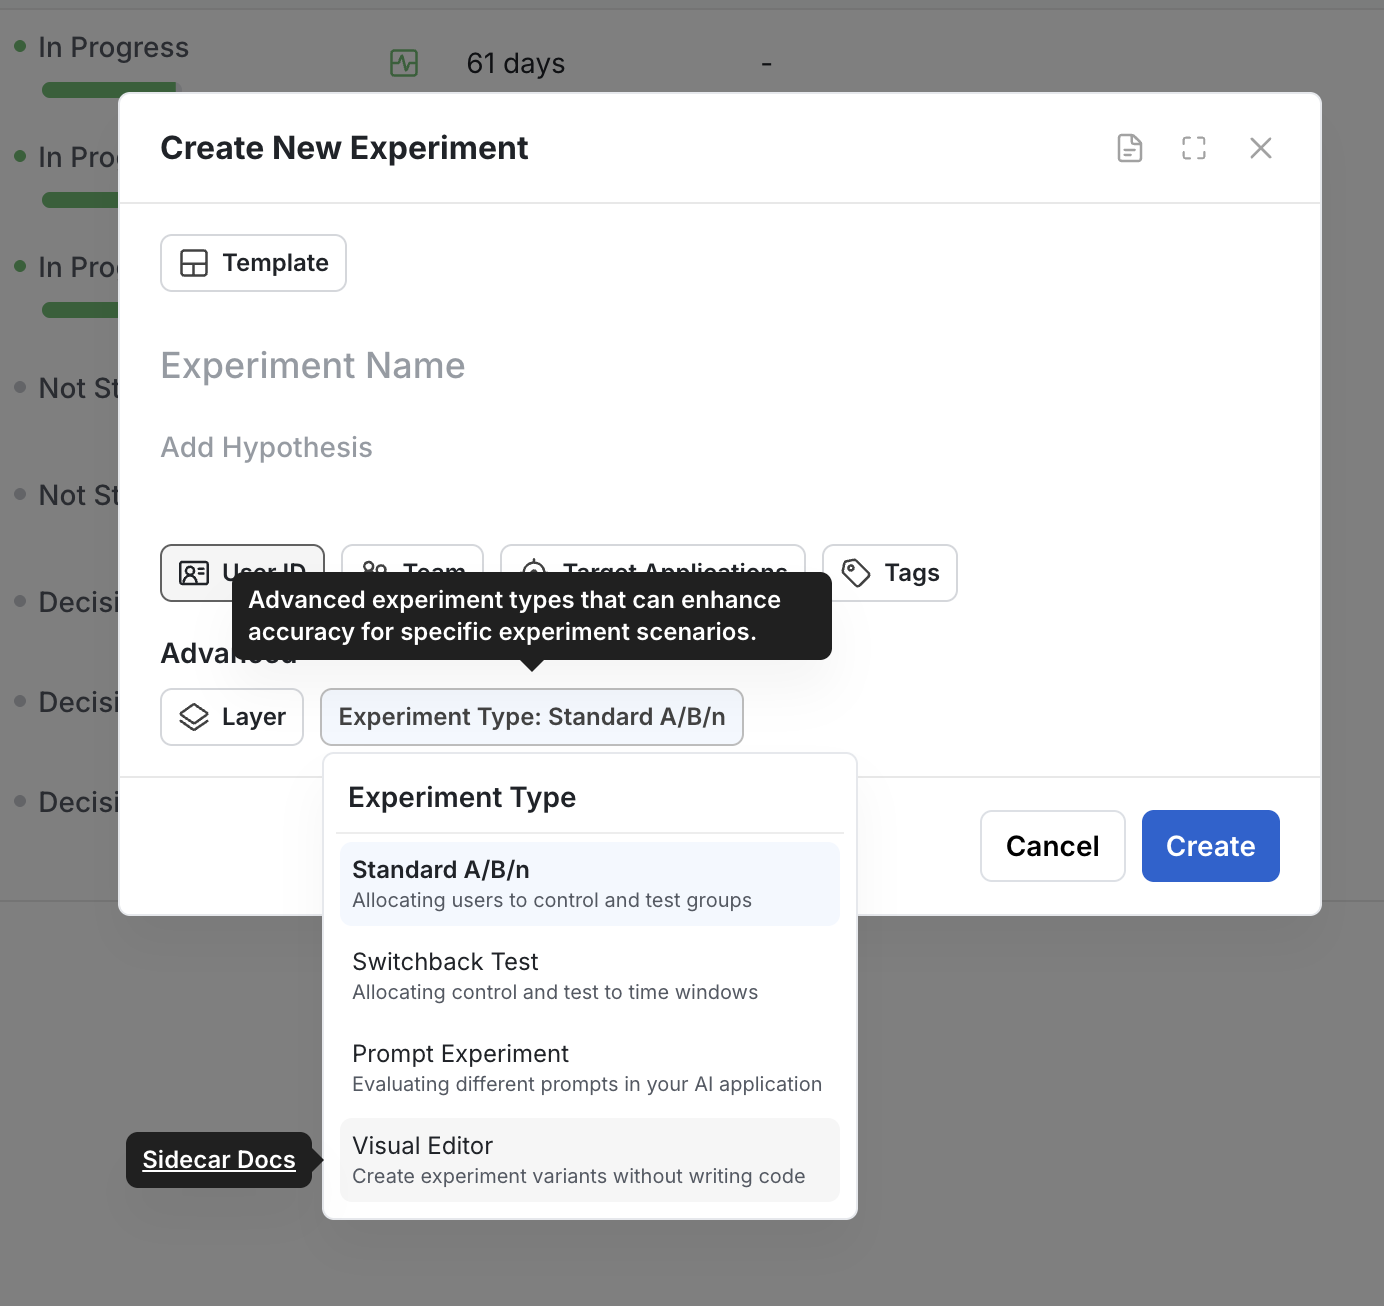 In Progress
61 days
-
Create New Experiment
In Pro
Template
In Pro
Experiment Name
Not St
Add Hypothesis
Not St
User ID
Team
Target Applications
Tags
Decisi
Advanced experiment types that can enhance
accuracy for specific experiment scenarios.
Advanced
Decisi
Layer
Experiment Type: Standard A/B/n
Decisi
Experiment Type
Cancel
Create
Standard A/B/n
Allocating users to control and test groups
Switchback Test
Allocating control and test to time windows
Prompt Experiment
Evaluating different prompts in your AI application
Sidecar Docs
Visual Editor
Create experiment variants without writing code